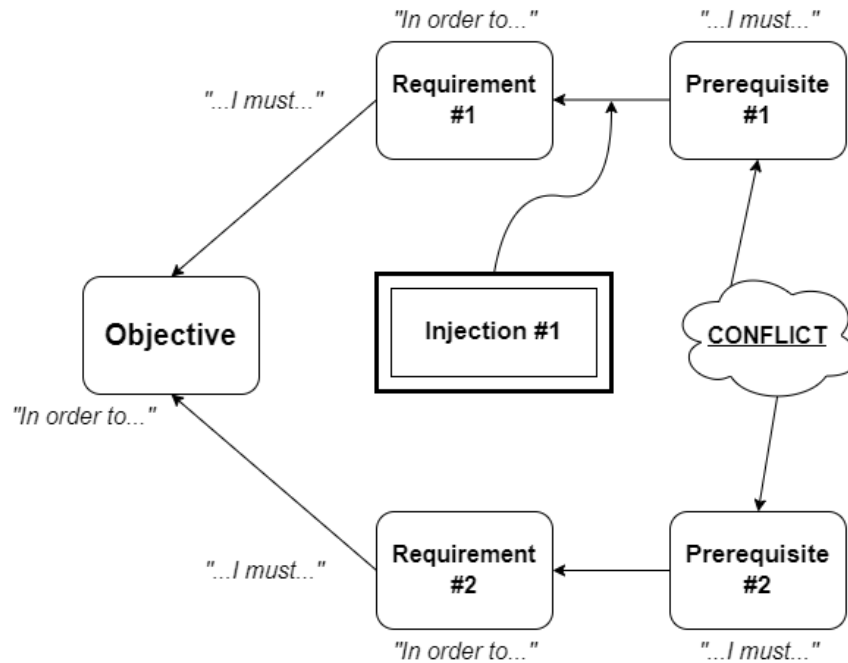 "In order to..."
"...I must..."
Requirement
#1
Prerequisite
#1
"...I must..."
Objective
Injection #1
CONFLICT
"In order to..."
Requirement
#2
Prerequisite
#2
"...I must..."
"In order to..."
"...I must..."